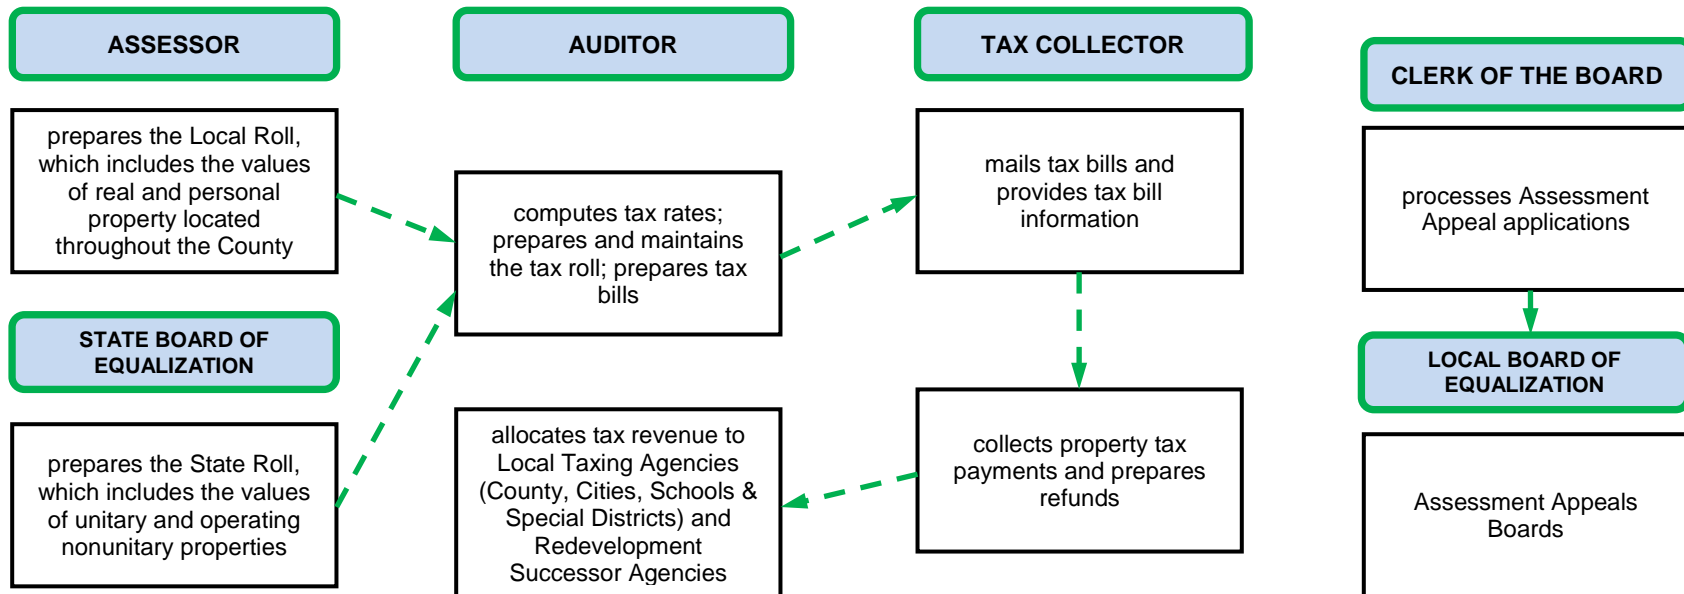 ASSESSOR
prepares the Local Roll,
which includes the values
of real and personal
property located
throughout the County
STATE BOARD OF
EQUALIZATION
prepares the State Roll,
which includes the values
of unitary and operating
nonunitary properties
AUDITOR
computes tax rates;
prepares and maintains
the tax roll; prepares tax
bills
allocates tax revenue to
Local Taxing Agencies
(County, Cities, Schools &
Special Districts) and
Redevelopment
Successor Agencies
TAX COLLECTOR
mails tax bills and
provides tax bill
information
collects property tax
payments and prepares
refunds
CLERK OF THE BOARD
processes Assessment
Appeal applications
LOCAL BOARD OF
EQUALIZATION
Assessment Appeals
Boards